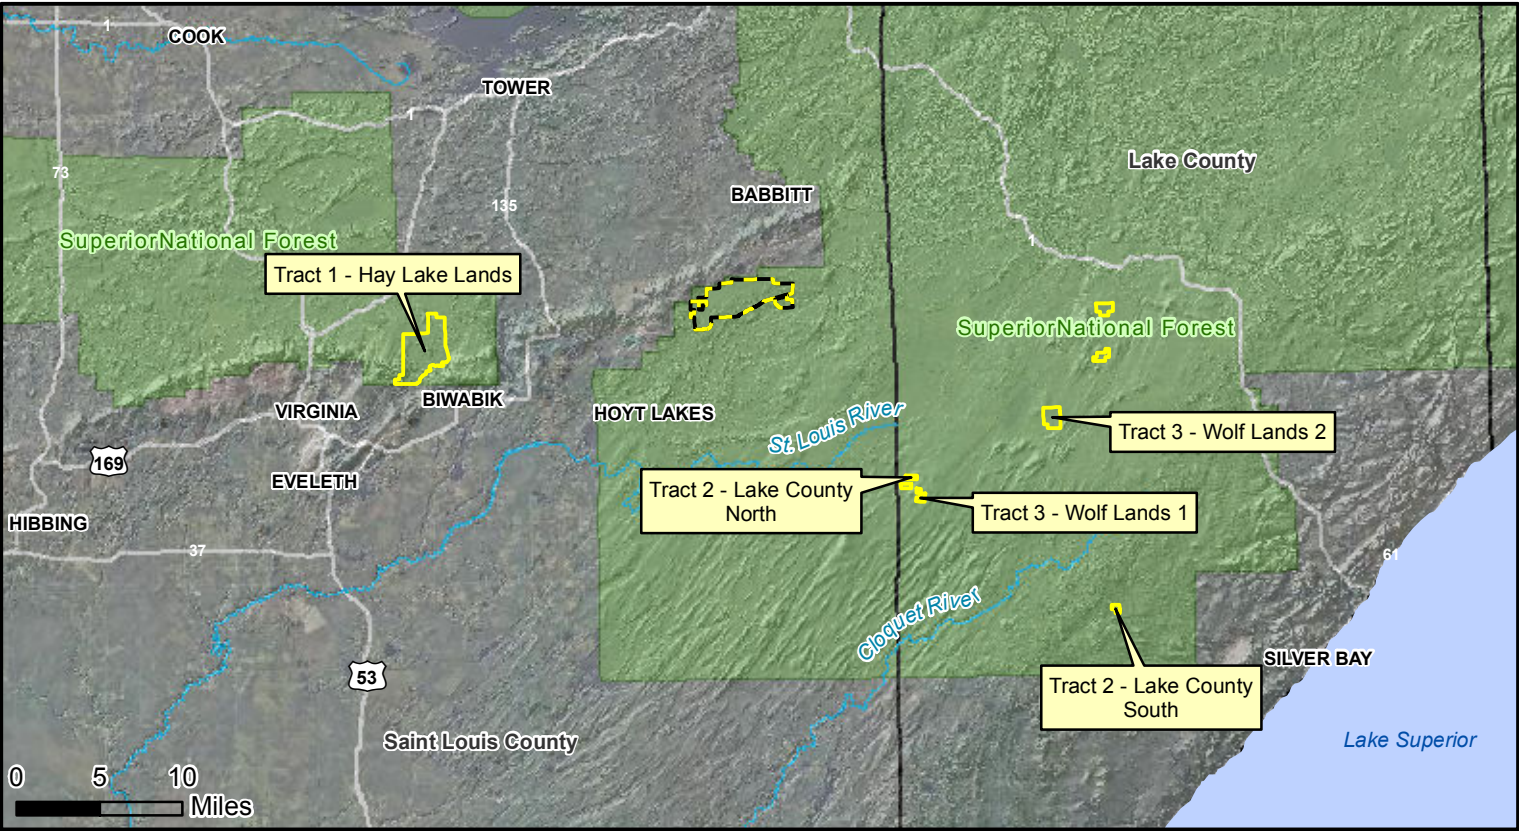 1
COOK
TOWER
1
Lake County
73
BABBITT
135
SuperiorNational Forest
1
Tract 1 - Hay Lake Lands
SuperiorNational Forest
BIWABIK
VIRGINIA
HOYT LAKES
St. Louis River
Tract 3 - Wolf Lands 2
169
EVELETH
Tract 2 - Lake County
North
Tract 3 - Wolf Lands 1
HIBBING
37
61
Cloquet River
SILVER BAY
53
Tract 2 - Lake County
South
Saint Louis County
Lake Superior
0 5 10
Miles